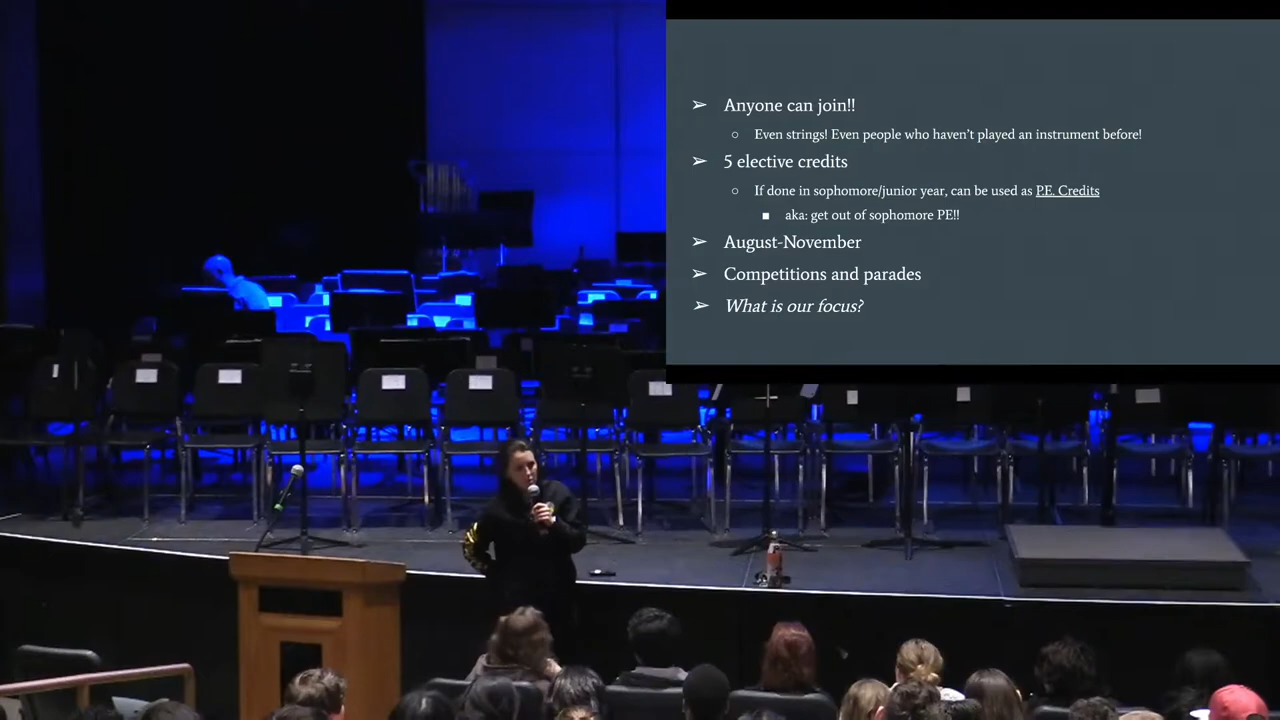 ➢ Anyone can join!!
○ Even strings! Even people who haven't played an instrument before!
➢ 5 elective credits
○ If done in sophomore/junior year, can be used as P.E. Credits
■ aka: get out of sophomore PE!!
➢ August-November
➢ Competitions and parades
➢ What is our focus?